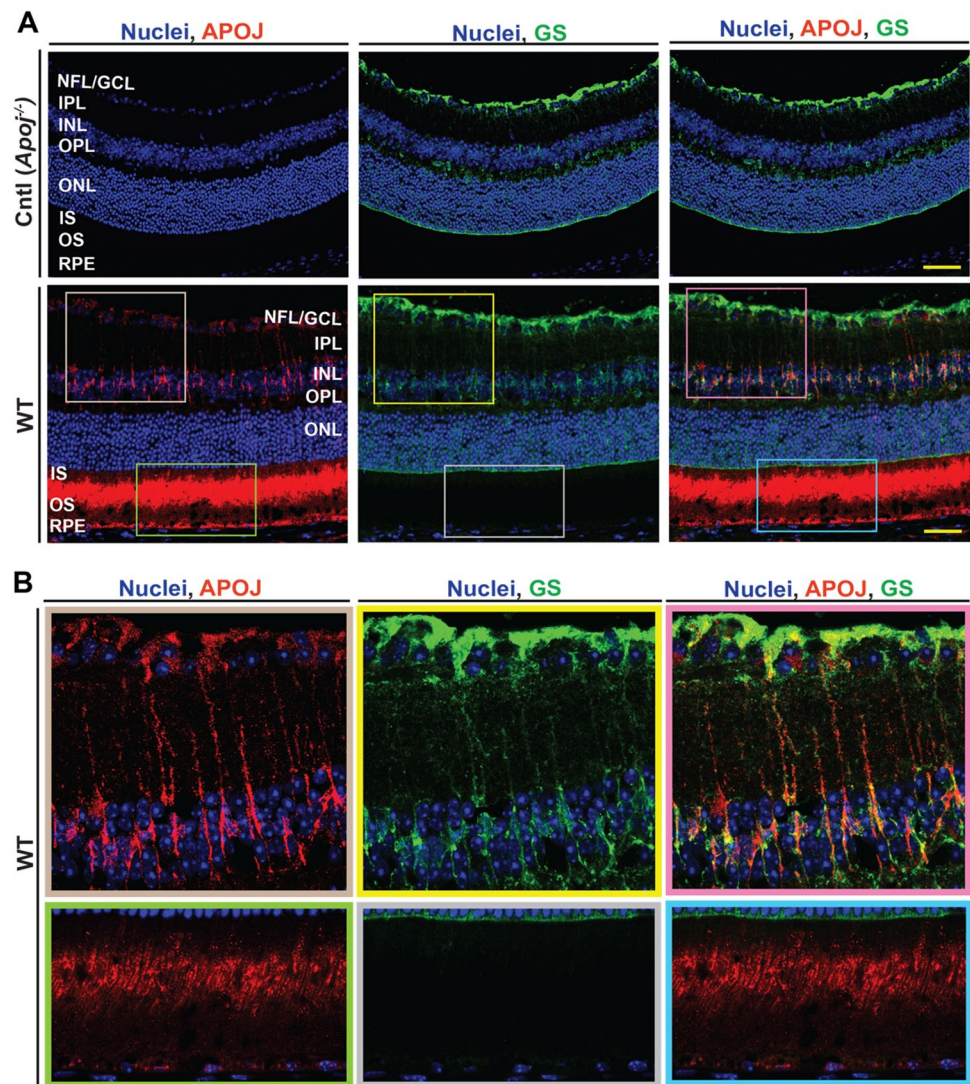 A
Nuclei, APOJ
Nuclei, GS
Nuclei, APOJ, GS
Cntl (Apoj-/-)
NFL/GCL
IPL
INL
OPL
ONL
IS
OS
RPE
WT
NFL/GCL
IPL
INL
OPL
ONL
IS
OS
RPE
B
Nuclei, APOJ
Nuclei, GS
Nuclei, APOJ, GS
WT